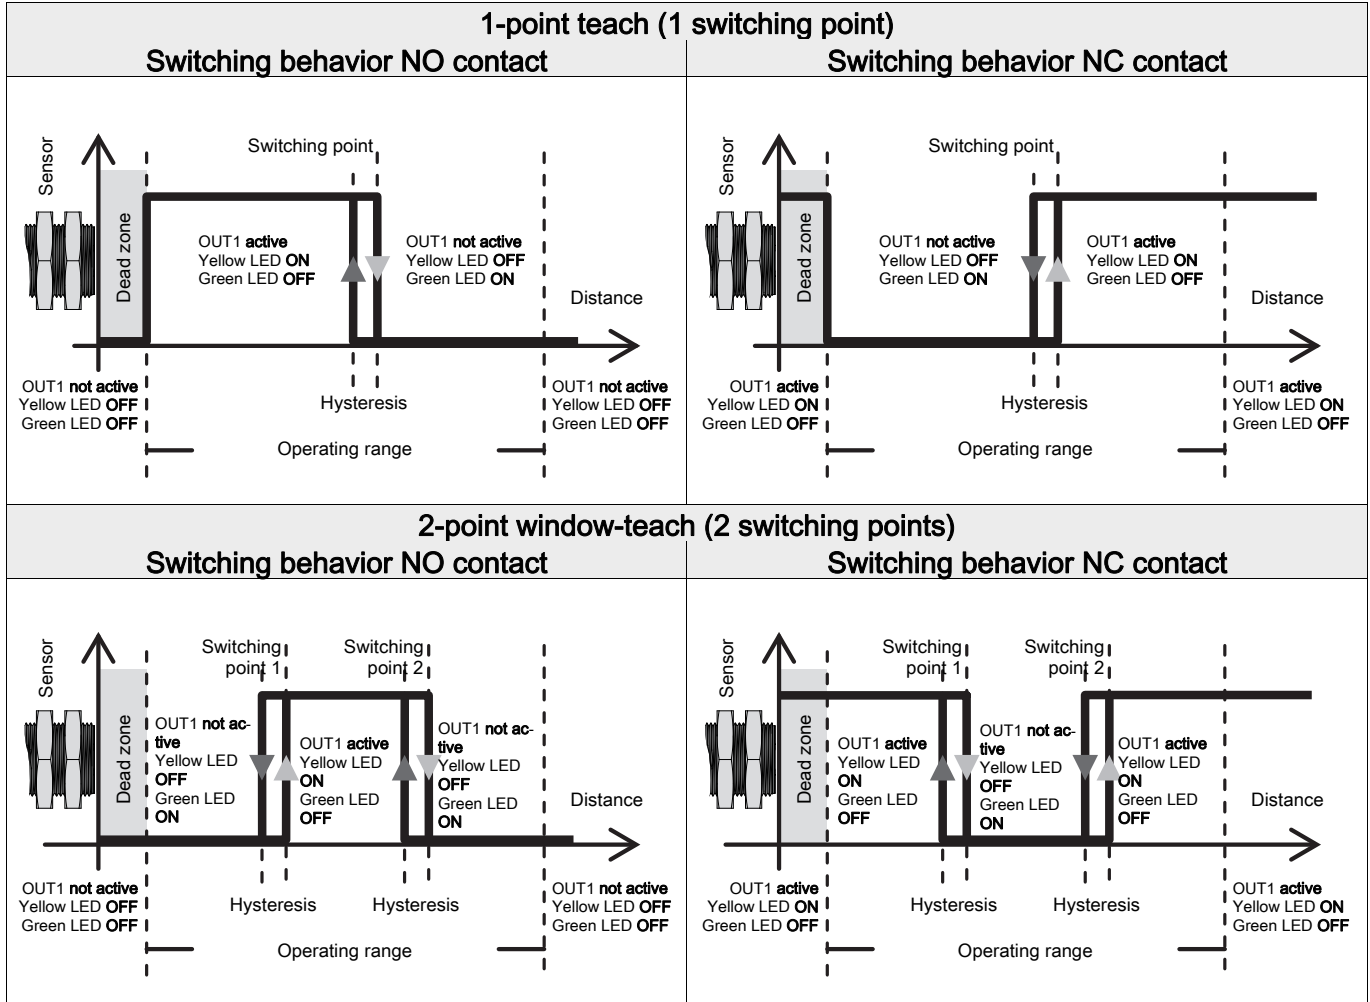 1-point teach (1 switching point)
Switching behavior NO contact
Switching behavior NC contact
Sensor
Switching point
Dead zone
OUT1 active
Yellow LED ON
Green LED OFF
OUT1 not active
Yellow LED OFF
Green LED ON
Distance
OUT1 not active
Yellow LED OFF
Green LED OFF
Hysteresis
OUT1 not active
Yellow LED OFF
Green LED OFF
Operating range
Sensor
Switching point
Dead zone
OUT1 not active
Yellow LED OFF
Green LED ON
OUT1 active
Yellow LED ON
Green LED OFF
Distance
OUT1 active
Yellow LED ON
Green LED OFF
Hysteresis
OUT1 active
Yellow LED ON
Green LED OFF
Operating range
2-point window-teach (2 switching points)
Switching behavior NO contact
Switching behavior NC contact
Sensor
Switching
point 1
Switching
point 2
Dead zone
OUT1 not ac-
tive
Yellow LED
OFF
Green LED
ON
OUT1 active
Yellow LED
ON
Green LED
OFF
OUT1 not ac-
tive
Yellow LED
OFF
Green LED
ON
Distance
OUT1 not active
Yellow LED OFF
Green LED OFF
Hysteresis
Hysteresis
OUT1 not active
Yellow LED OFF
Green LED OFF
Operating range
Sensor
Switching
point 1
Switching
point 2
Dead zone
OUT1 active
Yellow LED
ON
Green LED
OFF
OUT1 not ac-
tive
Yellow LED
OFF
Green LED
ON
OUT1 active
Yellow LED
ON
Green LED
OFF
Distance
OUT1 active
Yellow LED ON
Green LED OFF
Hysteresis
Hysteresis
OUT1 active
Yellow LED ON
Green LED OFF
Operating range